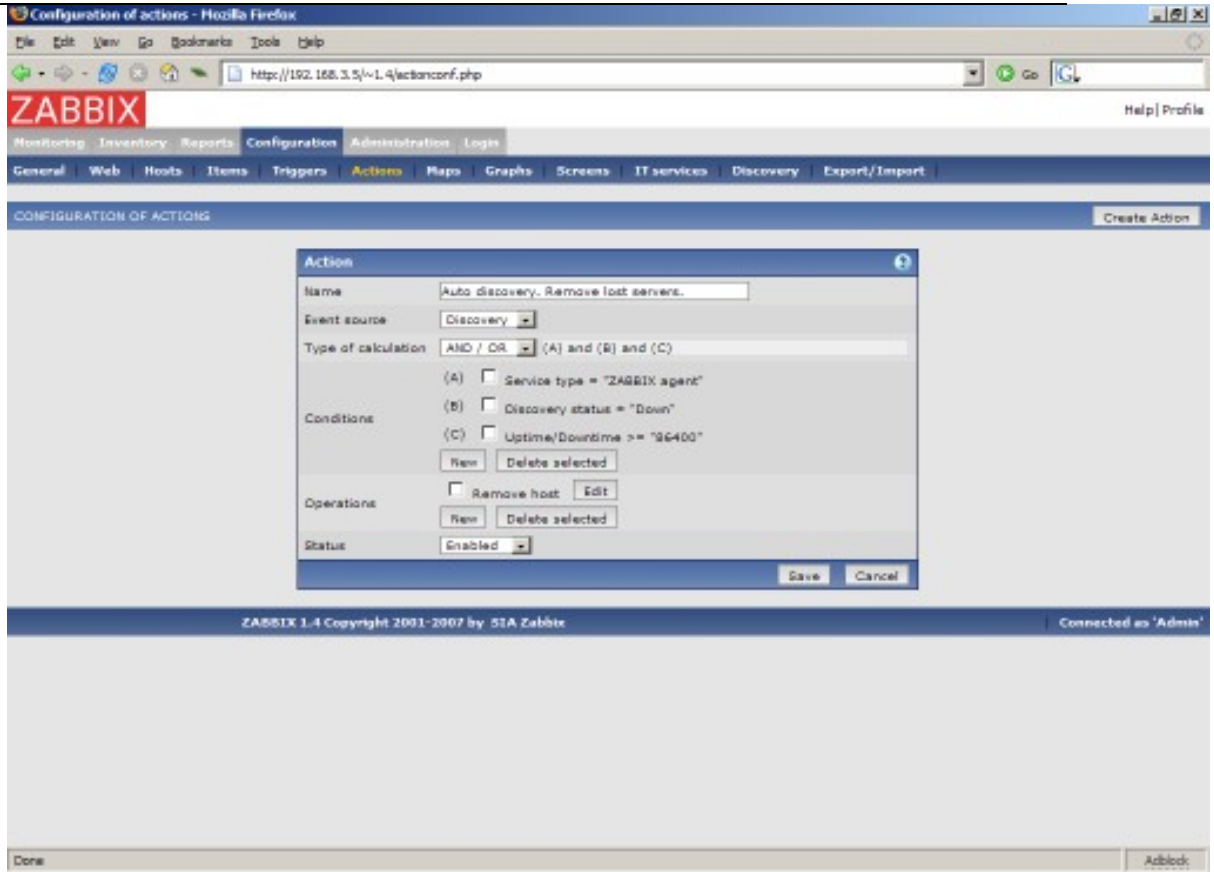 Configuration of actions - Mozilla Firefox
File Edit View Go Bookmarks Tools Help
http://192.168.3.5/~1.4/actionconf.php Go G
ZABBIX Help | Profile
Monitoring Inventory Reports Configuration Administration Login
General Web Hosts Items Triggers Actions Maps Graphs Screens IT services Discovery Export/Import
CONFIGURATION OF ACTIONS Create Action
Action ?
Name Auto discovery. Remove lost servers.
Event source Discovery
Type of calculation AND / OR (A) and (B) and (C)
(A) Service type = "ZABBIX agent"
(B) Discovery status = "Down"
Conditions
(C) Uptime/Downtime >= "86400"
New Delete selected
Remove host Edit
Operations
New Delete selected
Status Enabled
Save Cancel
ZABBIX 1.4 Copyright 2001-2007 by SIA Zabbix Connected as 'Admin'
Done Adblock